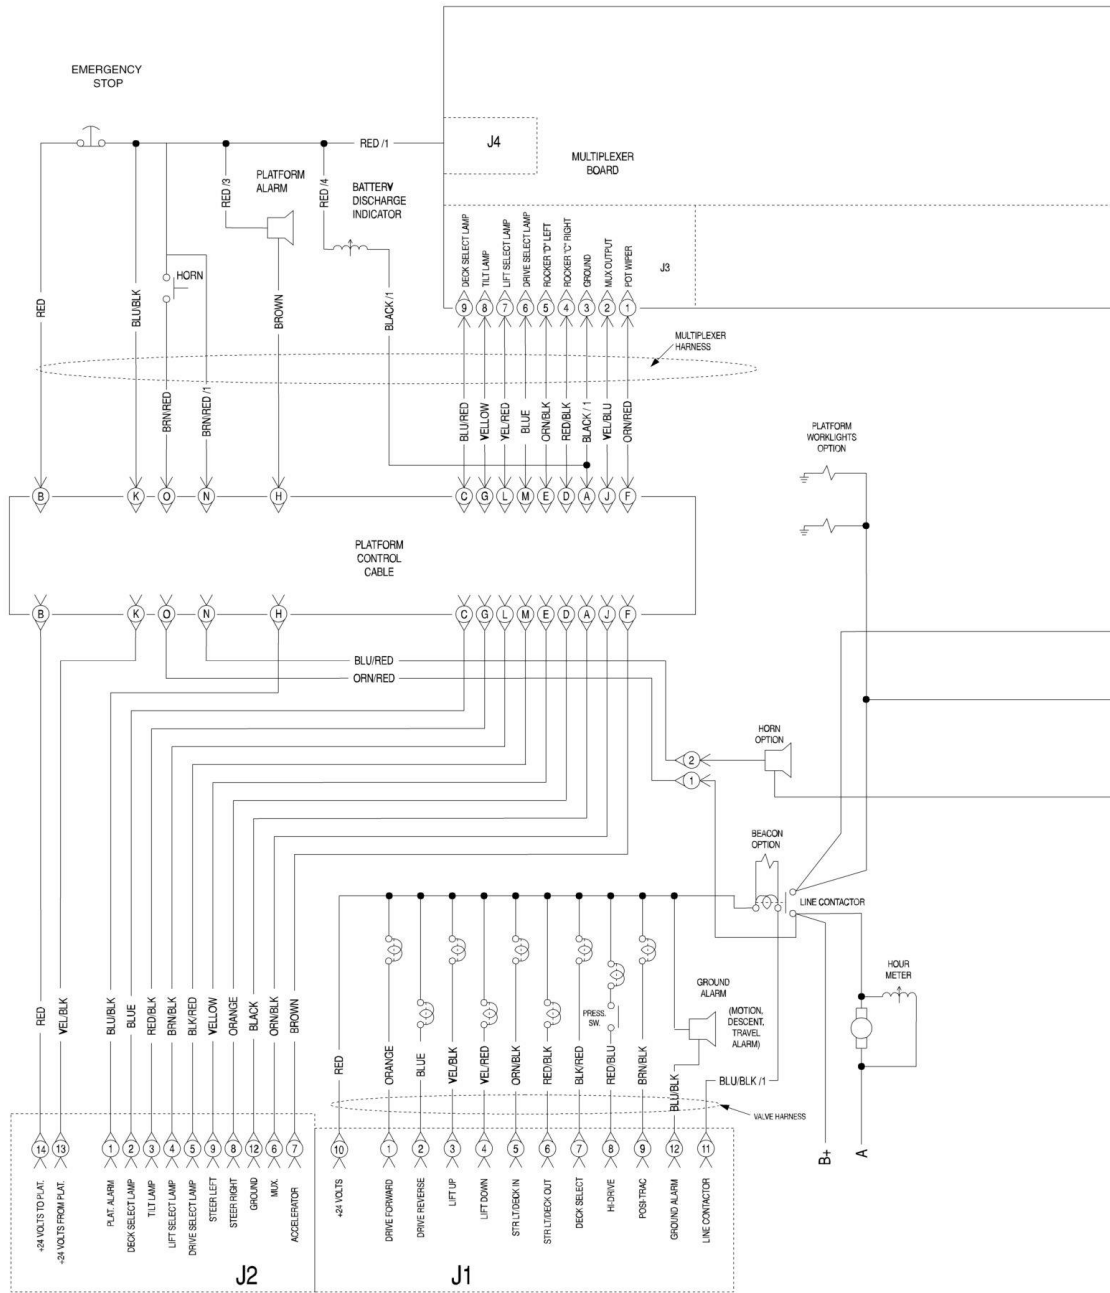 EMERGENCY
STOP
J4
MULTIPLEXER
BOARD
RED /1
PLATFORM
ALARM
BATTERY
DISCHARGE
INDICATOR
RED /3
RED /4
DECK SELECT LAMP
TILT LAMP
LIFT SELECT LAMP
DRIVE SELECT LAMP
ROCKER "D" LEFT
ROCKER "C" RIGHT
GROUND
MUX OUTPUT
POT WIPER
J3
9 8 7 6 5 4 3 2 1
HORN
RED
BLU/BLK
BROWN
BLACK /1
MULTIPLEXER
HARNESS
BRN/RED
BRN/RED /1
BLU/RED
YELLOW
YEL/RED
BLUE
ORN/BLK
RED/BLK
BLACK / 1
YEL/BLU
ORN/RED
PLATFORM
WORKLIGHTS
OPTION
B K O N H C G L M E D A J F
PLATFORM
CONTROL
CABLE
B K O N H C G L M E D A J F
BLU/RED
ORN/RED
HORN
OPTION
2
1
BEACON
OPTION
LINE CONTACTOR
HOUR
METER
GROUND
ALARM
(MOTION,
DESCENT,
TRAVEL
ALARM)
PRESS.
SW.
RED
YEL/BLK
BLU/BLK
BLUE
RED/BLK
BRN/BLK
BLK/RED
YELLOW
ORANGE
BLACK
ORN/BLK
BROWN
RED
ORANGE
BLUE
YEL/BLK
YEL/RED
ORN/BLK
RED/BLK
BLK/RED
RED/BLU
BRN/BLK
BLU/BLK
BLU/BLK /1
VALVE HARNESS
B+
A
14 13 1 2 3 4 5 9 8 12 6 7
10 1 2 3 4 5 6 7 8 9 12 11
+24 VOLTS TO PLAT.
+24 VOLTS FROM PLAT.
PLAT. ALARM
DECK SELECT LAMP
TILT LAMP
LIFT SELECT LAMP
DRIVE SELECT LAMP
STEER LEFT
STEER RIGHT
GROUND
MUX.
ACCELERATOR
+24 VOLTS
DRIVE FORWARD
DRIVE REVERSE
LIFT UP
LIFT DOWN
STR LT/DECK IN
STR LT/DECK OUT
DECK SELECT
HI-DRIVE
POSI-TRAC
GROUND ALARM
LINE CONTACTOR
J2
J1